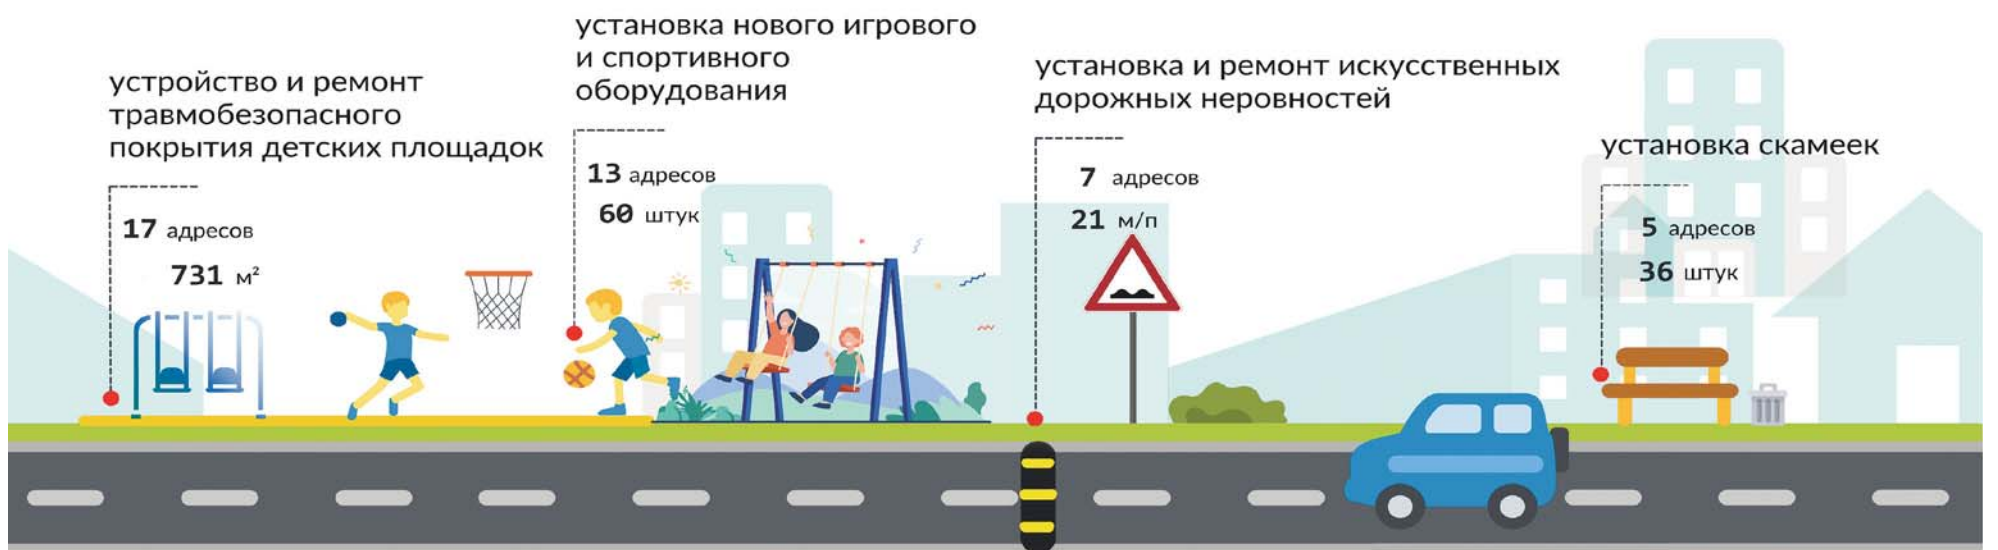 устройство и ремонт
травмобезопасного
покрытия детских площадок
17 адресов
731 м²
установка нового игрового
и спортивного
оборудования
13 адресов
60 штук
установка и ремонт искусственных
дорожных неровностей
7 адресов
21 м/п
установка скамеек
5 адресов
36 штук